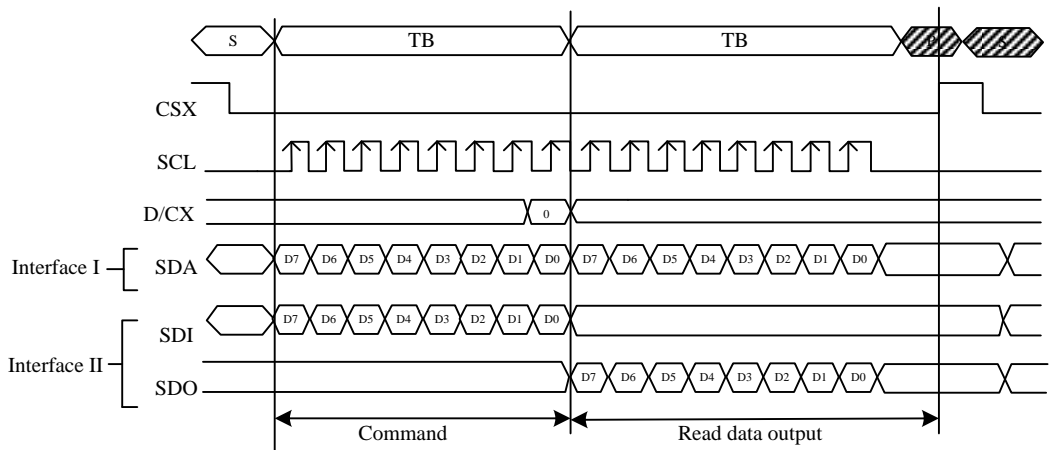 S TB TB P S
CSX
SCL
D/CX 0
Interface I SDA D7 D6 D5 D4 D3 D2 D1 D0 D7 D6 D5 D4 D3 D2 D1 D0
SDI D7 D6 D5 D4 D3 D2 D1 D0
Interface II
SDO D7 D6 D5 D4 D3 D2 D1 D0
Command Read data output